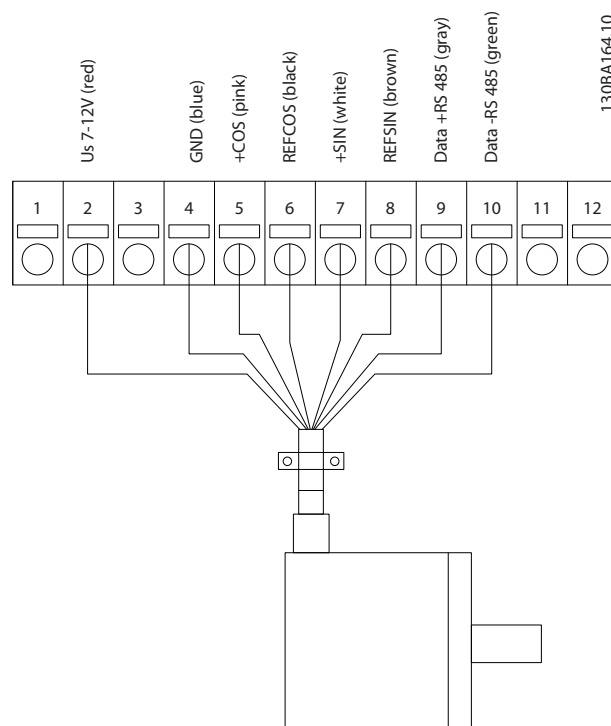 Us 7-12V (red)
GND (blue)
+COS (pink)
REFCOS (black)
+SIN (white)
REFSIN (brown)
Data +RS 485 (gray)
Data -RS 485 (green)
130BA164.10
1 2 3 4 5 6 7 8 9 10 11 12